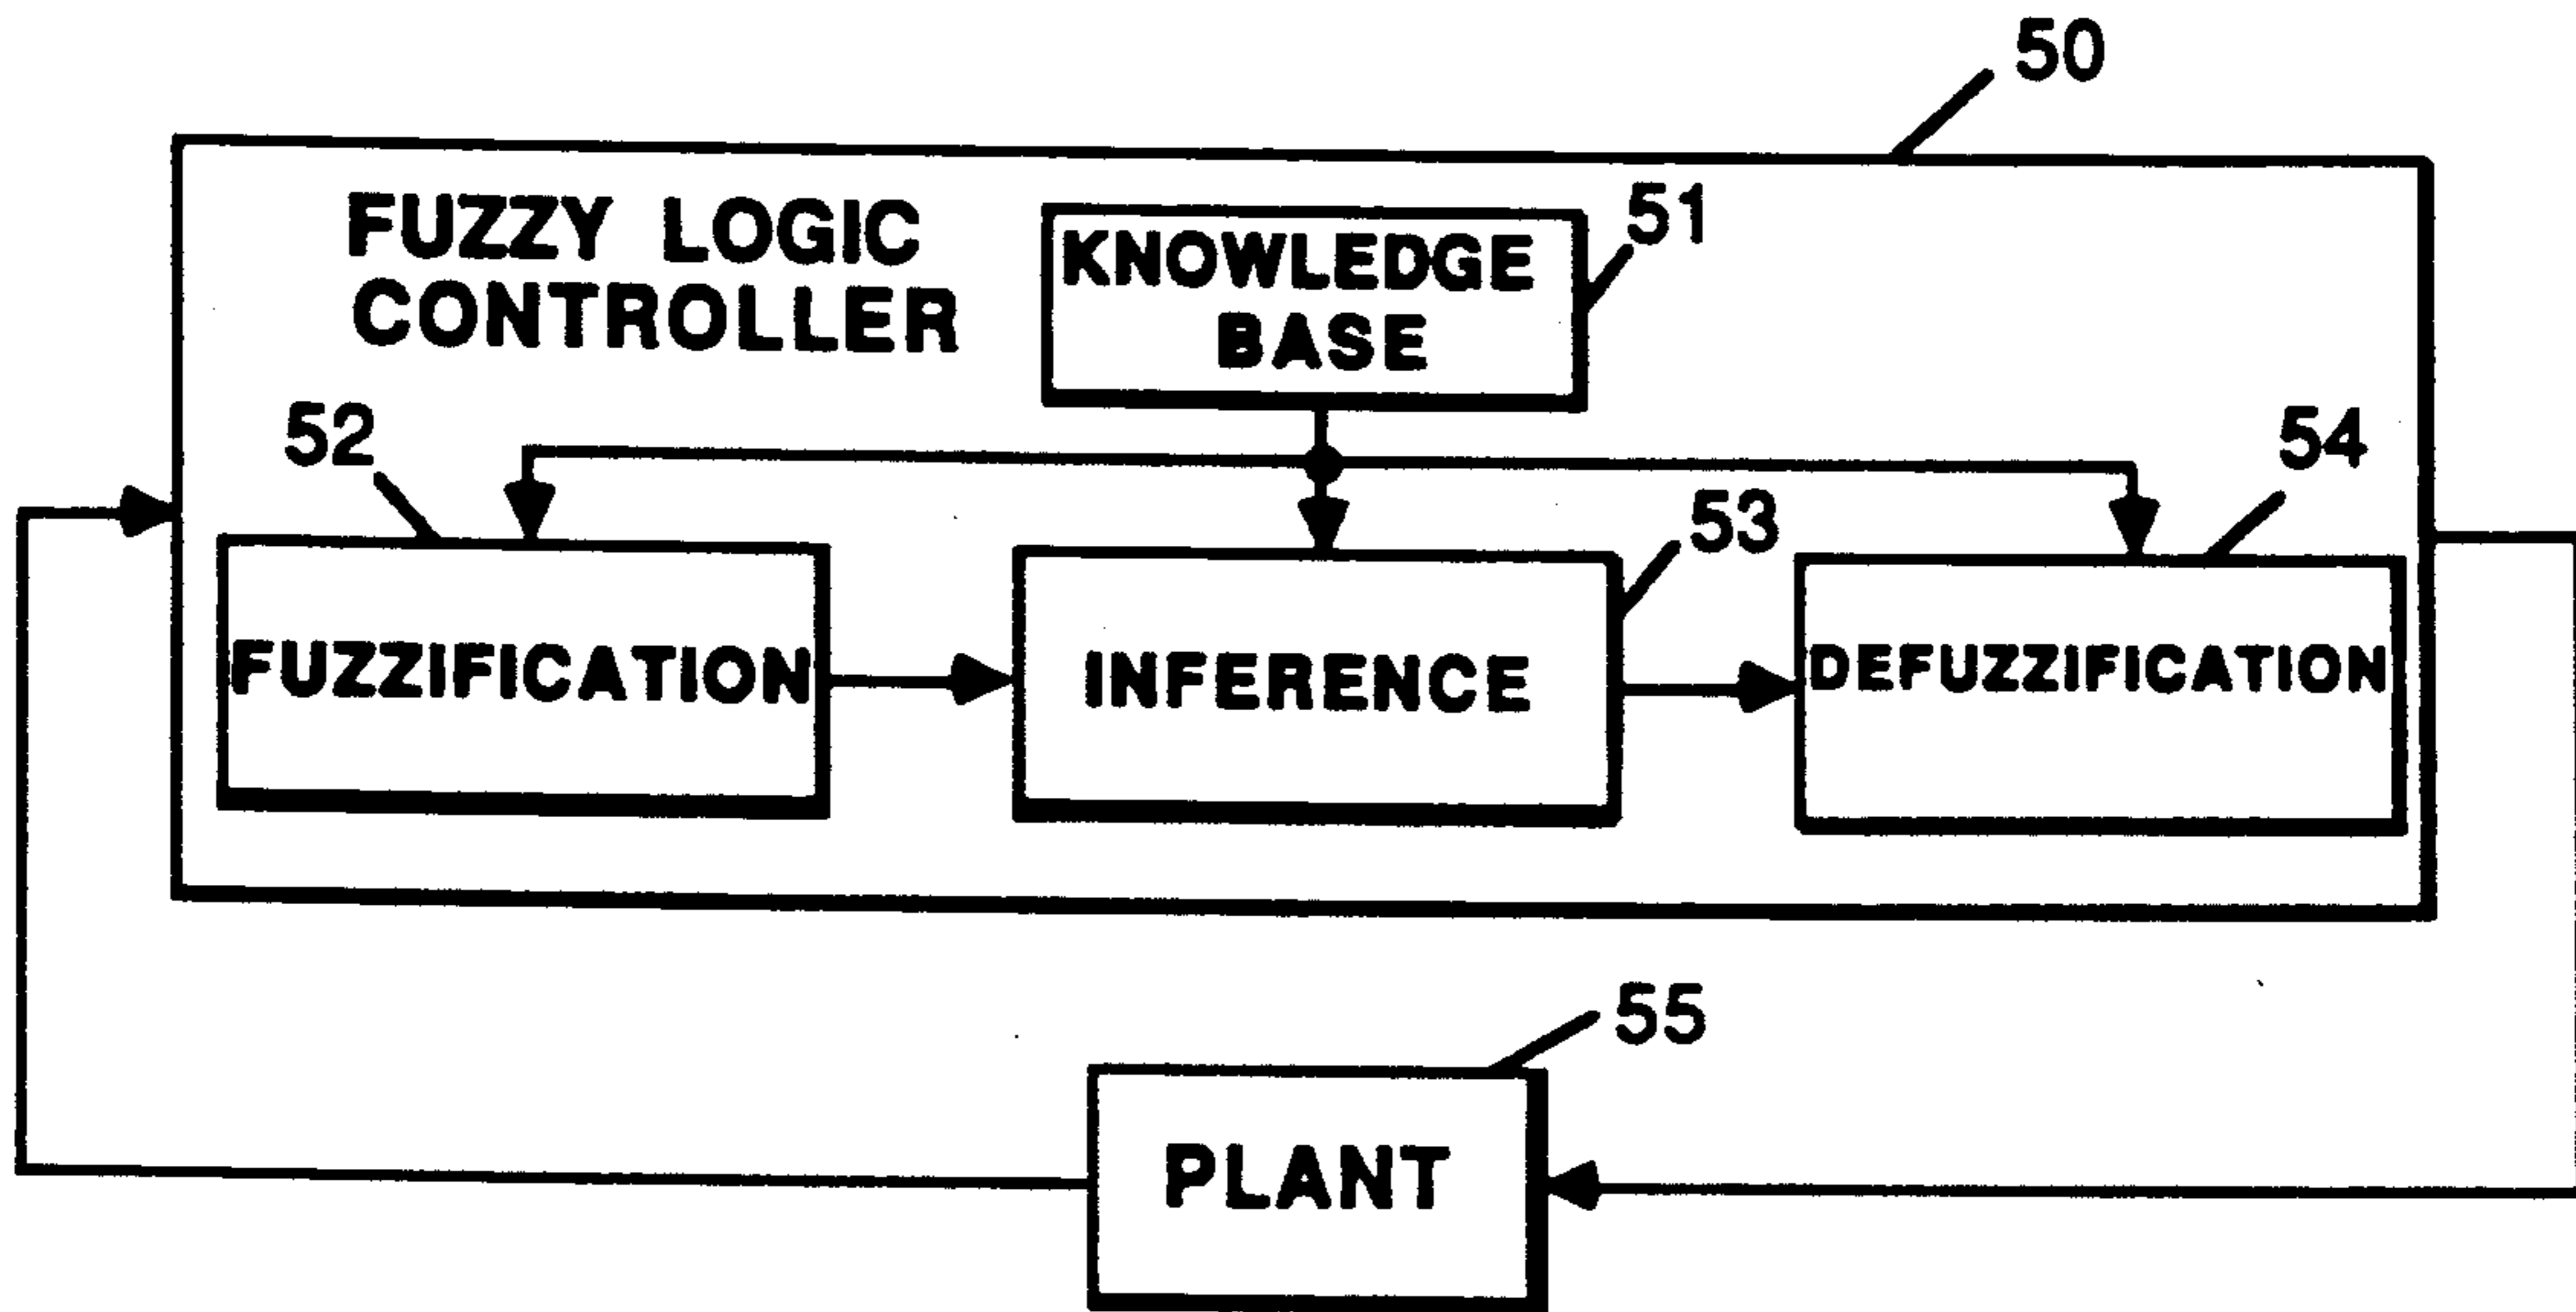 50
FUZZY LOGIC
CONTROLLER
51
KNOWLEDGE
BASE
52
54
53
FUZZIFICATION
INFERENCE
DEFUZZIFICATION
55
PLANT